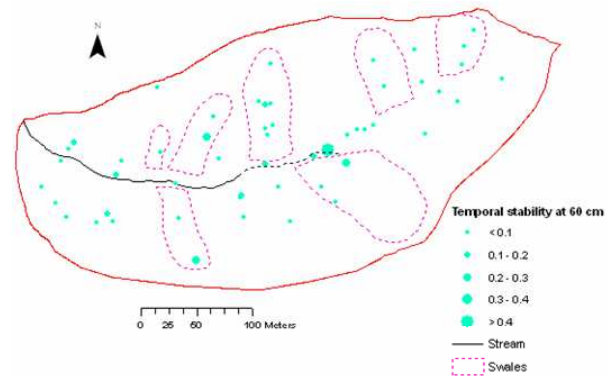 N
Temporal stability at 60 cm
<0.1
0.1 - 0.2
0.2 - 0.3
0.3 - 0.4
>0.4
Stream
Swales
0 25 50 100 Meters